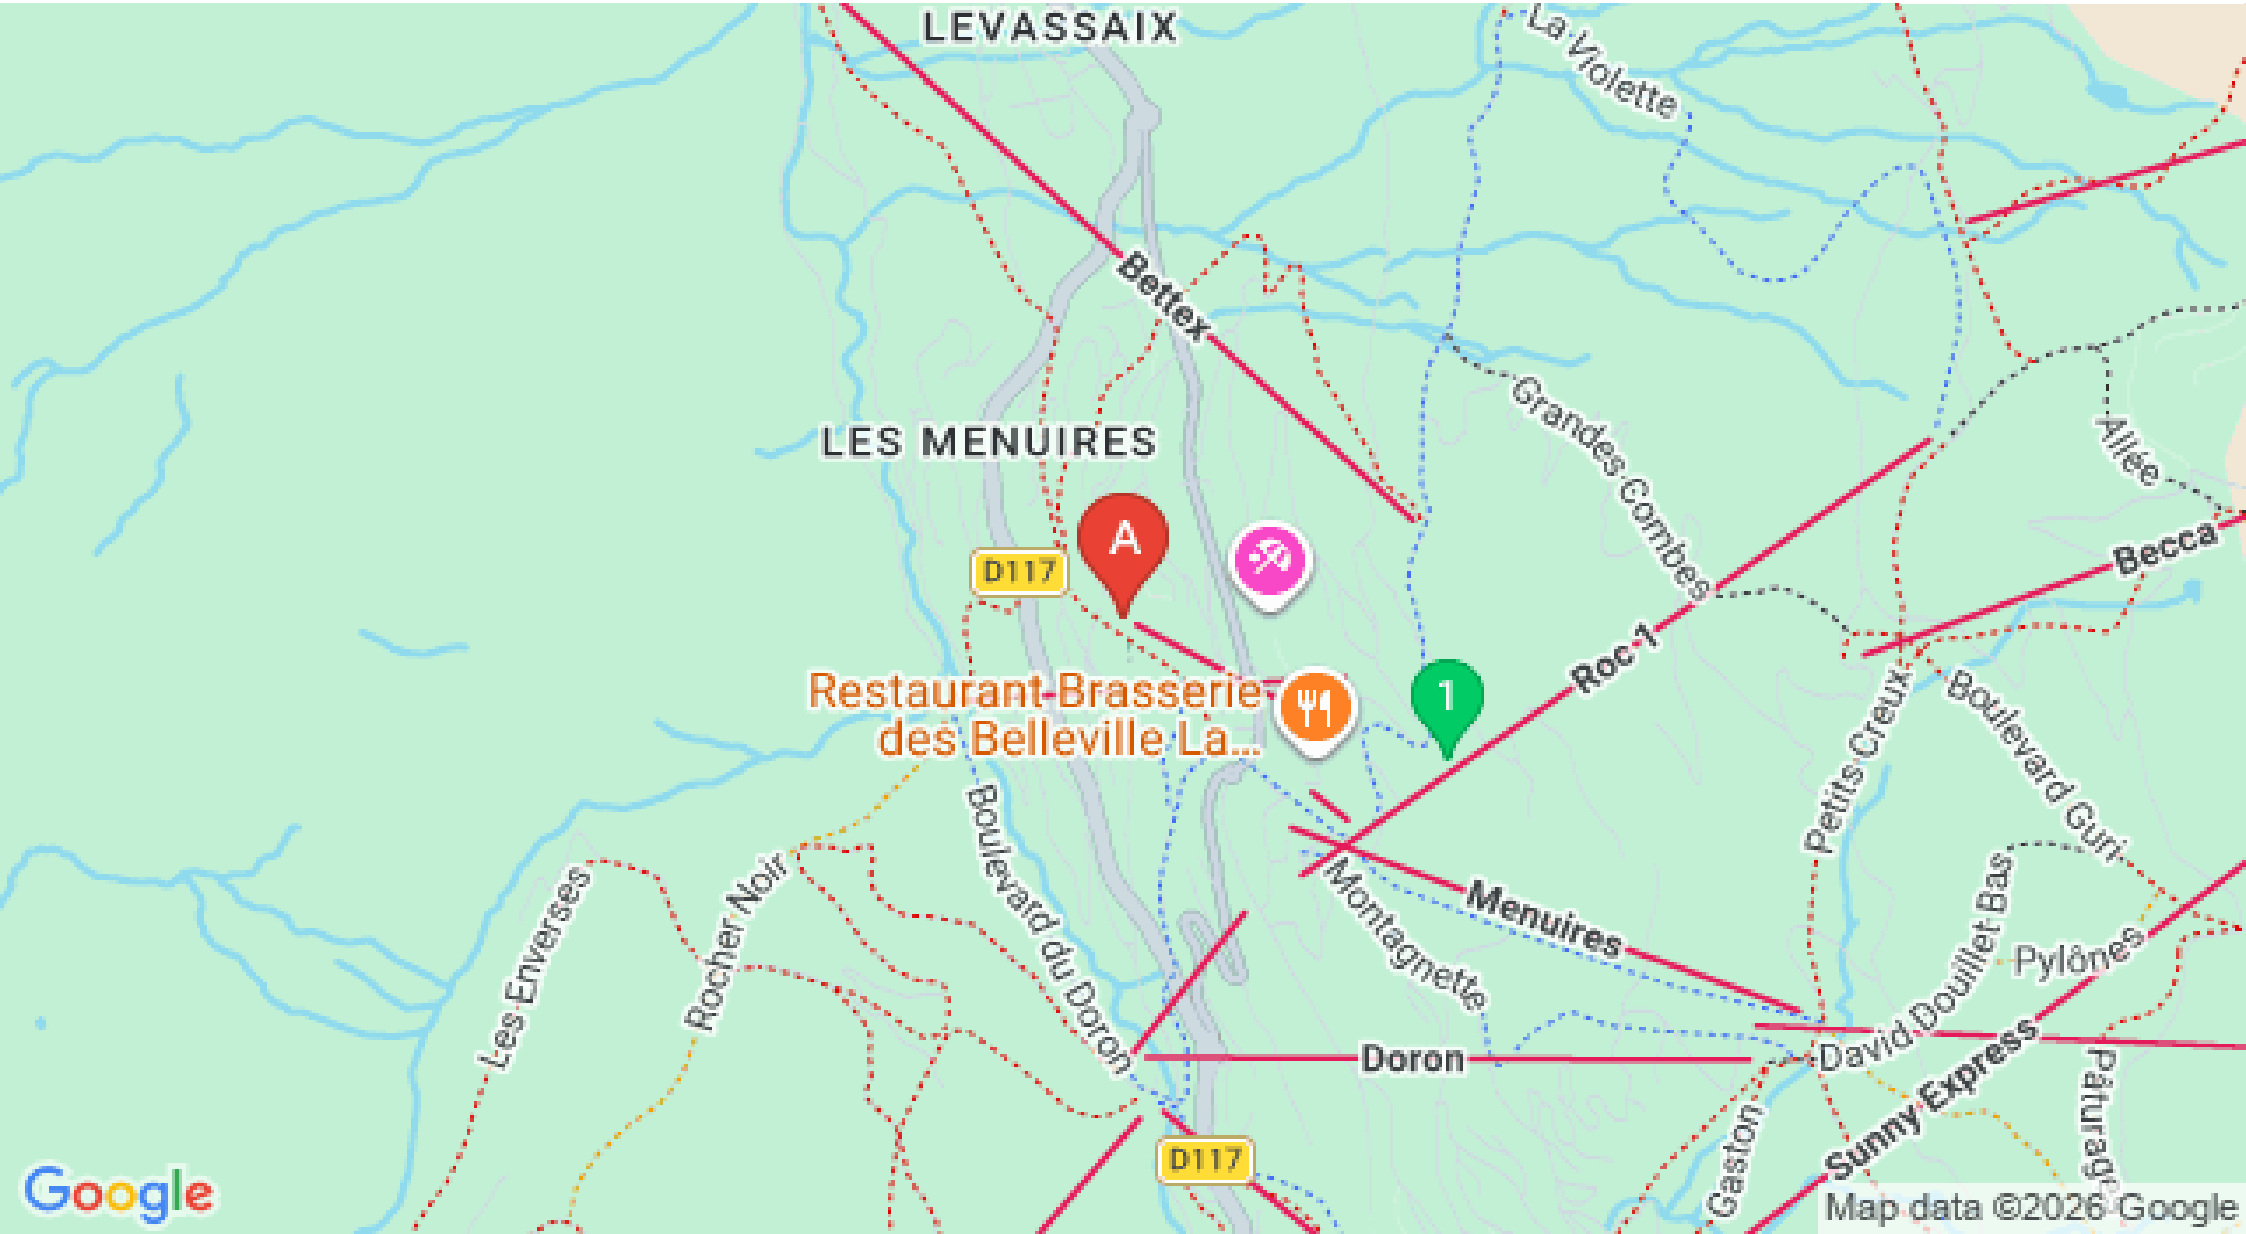 LEVASSAIX
La Violette
Bettex
Grandes Combes
Allée
LES MENUIRES
A
D117
Becca
Roc 1
1
Restaurant Brasserie
des Belleville La...
Petits Creux
Boulevard Guri
Boulevard du Doron
Les Enverses
Rocher Noir
Montagnette
Menuires
David Douillet Bas
Pylônes
Doron
Sunny Express
Gaston
Pâturag
D117
Google
Map data ©2026 Google